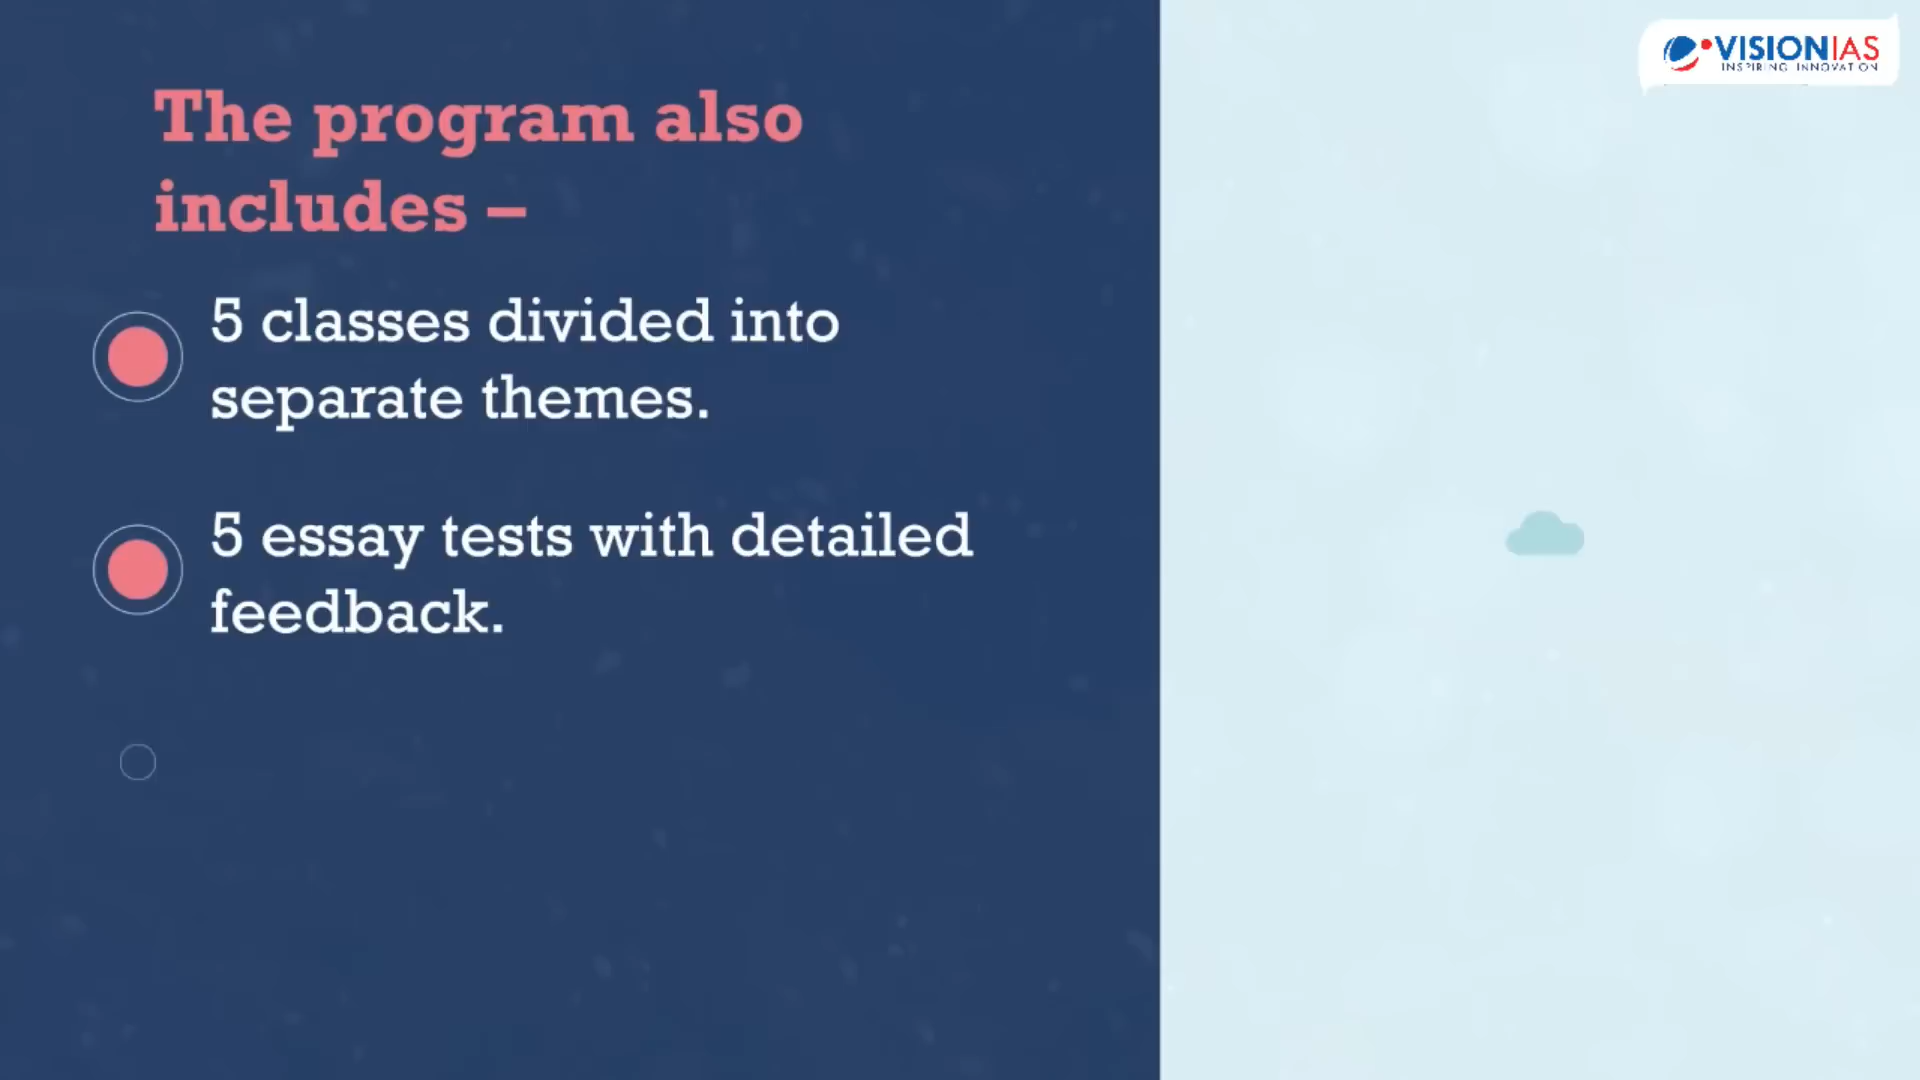 VISIONIAS
INSPIRING INNOVATION
The program also
includes –
5 classes divided into
separate themes.
5 essay tests with detailed
feedback.